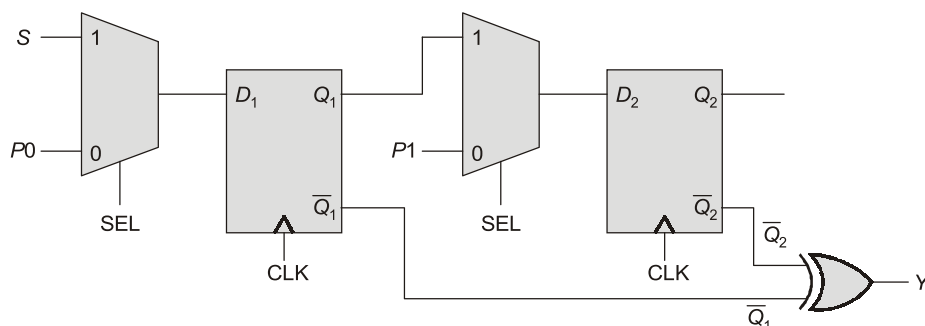 S 1
P0 0
SEL
D₁ Q₁
Q̅₁
CLK
1
P1 0
SEL
D₂ Q₂
Q̅₂
CLK
Q̅₂
Q̅₁
Y